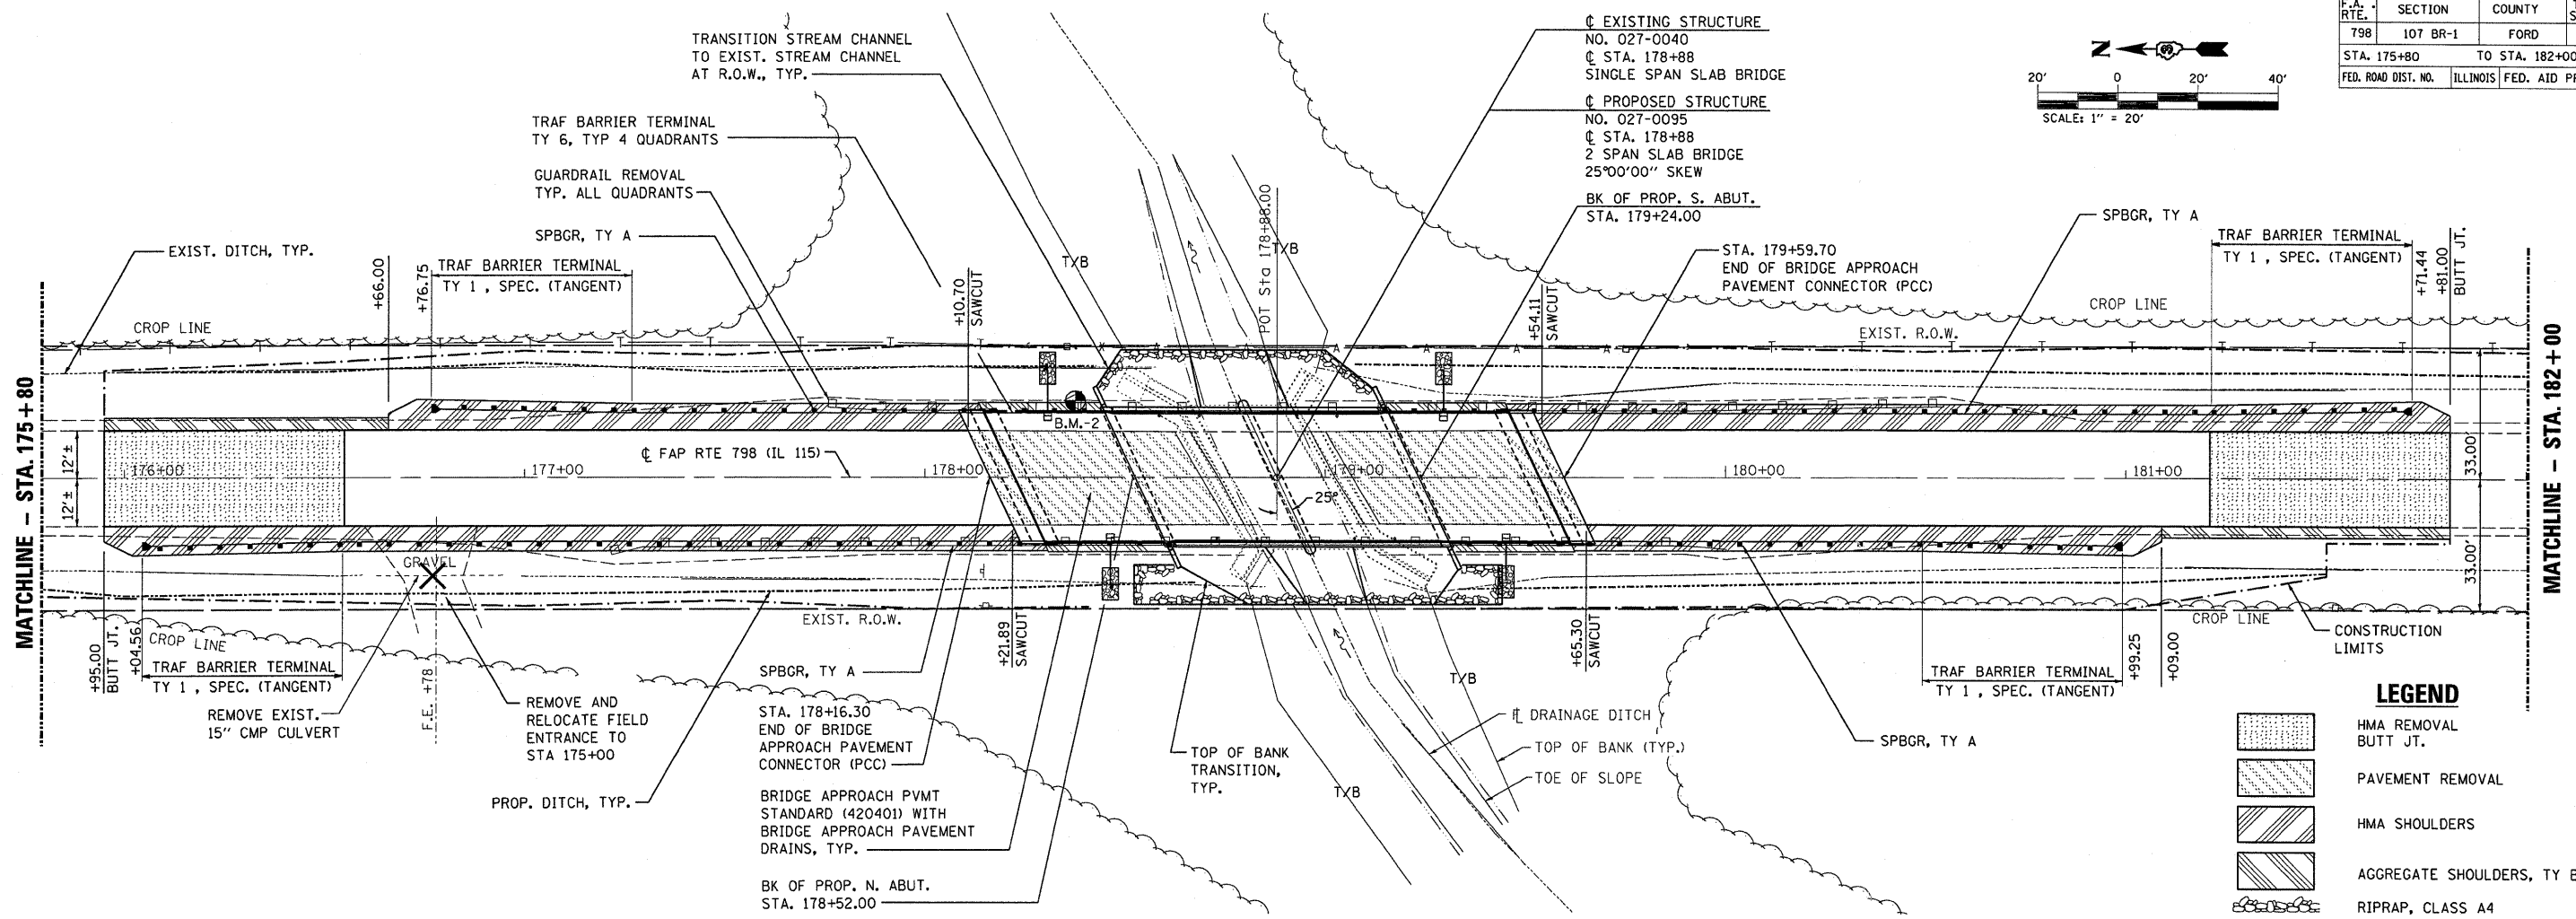 TRANSITION STREAM CHANNEL
TO EXIST. STREAM CHANNEL
AT R.O.W., TYP.
TRAF BARRIER TERMINAL
TY 6, TYP 4 QUADRANTS
GUARDRAIL REMOVAL
TYP. ALL QUADRANTS
SPBGR, TY A
EXIST. DITCH, TYP.
℄ EXISTING STRUCTURE
NO. 027-0040
℄ STA. 178+88
SINGLE SPAN SLAB BRIDGE
℄ PROPOSED STRUCTURE
NO. 027-0095
℄ STA. 178+88
2 SPAN SLAB BRIDGE
25°00'00" SKEW
BK OF PROP. S. ABUT.
STA. 179+24.00
STA. 179+59.70
END OF BRIDGE APPROACH
PAVEMENT CONNECTOR (PCC)
N
20' 0 20' 40'
SCALE: 1" = 20'
F.A. RTE. SECTION COUNTY
798 107 BR-1 FORD
STA. 175+80 TO STA. 182+00
FED. ROAD DIST. NO. ILLINOIS FED. AID
SPBGR, TY A
TRAF BARRIER TERMINAL
TY 1 , SPEC. (TANGENT)
+71.44
+81.00
BUTT JT.
+66.00
+76.75
TRAF BARRIER TERMINAL
TY 1 , SPEC. (TANGENT)
+10.70
SAWCUT
T/B
POT Sta 178+88.00
T/B
+54.11
SAWCUT
CROP LINE
CROP LINE
EXIST. R.O.W.
MATCHLINE - STA. 175+80
MATCHLINE - STA. 182+00
B.M.-2
12'±
12'±
176+00
177+00
℄ FAP RTE 798 (IL 115)
178+00
179+00
180+00
181+00
25°
33.00'
33.00'
GRAVEL
EXIST. R.O.W.
+95.00
BUTT JT.
+04.56
CROP LINE
TRAF BARRIER TERMINAL
TY 1 , SPEC. (TANGENT)
REMOVE EXIST.
15" CMP CULVERT
F.E. +78
REMOVE AND
RELOCATE FIELD
ENTRANCE TO
STA 175+00
PROP. DITCH, TYP.
SPBGR, TY A
+21.89
SAWCUT
STA. 178+16.30
END OF BRIDGE
APPROACH PAVEMENT
CONNECTOR (PCC)
BRIDGE APPROACH PVMT
STANDARD (420401) WITH
BRIDGE APPROACH PAVEMENT
DRAINS, TYP.
BK OF PROP. N. ABUT.
STA. 178+52.00
TOP OF BANK
TRANSITION,
TYP.
T/B
T/B
DRAINAGE DITCH
TOP OF BANK (TYP.)
TOE OF SLOPE
+65.30
SAWCUT
SPBGR, TY A
TRAF BARRIER TERMINAL
TY 1 , SPEC. (TANGENT)
+99.25
+09.00
CROP LINE
CONSTRUCTION
LIMITS
LEGEND
HMA REMOVAL
BUTT JT.
PAVEMENT REMOVAL
HMA SHOULDERS
AGGREGATE SHOULDERS, TY B
RIPRAP, CLASS A4